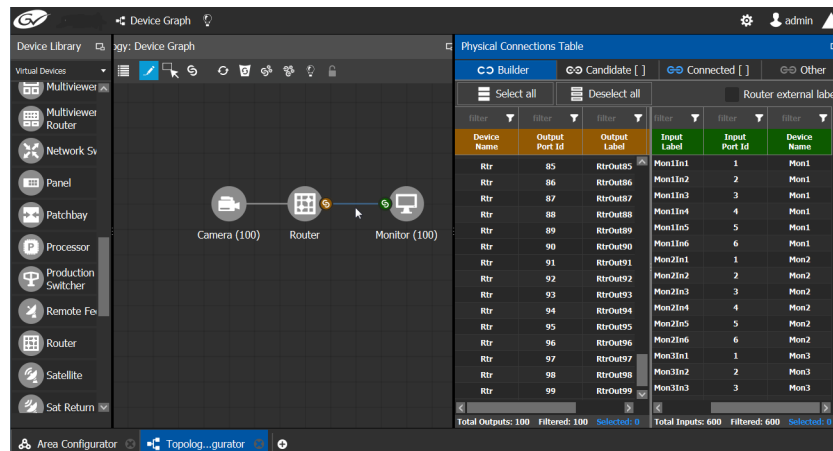 GV
Device Graph
admin
Device Library
ogy: Device Graph
Physical Connections Table
Virtual Devices
Builder
Candidate [ ]
Connected [ ]
Other
Select all
Deselect all
Router external labe
filter filter filter filter filter filter
Device Name
Output Port Id
Output Label
Input Label
Input Port Id
Device Name
Rtr 85 RtrOut85 Mon1In1 1 Mon1
Rtr 86 RtrOut86 Mon1In2 2 Mon1
Rtr 87 RtrOut87 Mon1In3 3 Mon1
Rtr 88 RtrOut88 Mon1In4 4 Mon1
Rtr 89 RtrOut89 Mon1In5 5 Mon1
Rtr 90 RtrOut90 Mon1In6 6 Mon1
Rtr 91 RtrOut91 Mon2In1 1 Mon2
Rtr 92 RtrOut92 Mon2In2 2 Mon2
Rtr 93 RtrOut93 Mon2In3 3 Mon2
Rtr 94 RtrOut94 Mon2In4 4 Mon2
Rtr 95 RtrOut95 Mon2In5 5 Mon2
Rtr 96 RtrOut96 Mon2In6 6 Mon2
Rtr 97 RtrOut97 Mon3In1 1 Mon3
Rtr 98 RtrOut98 Mon3In2 2 Mon3
Rtr 99 RtrOut99 Mon3In3 3 Mon3
Total Outputs: 100 Filtered: 100 Selected: 0
Total Inputs: 600 Filtered: 600 Selected: 0
Multiviewer
Multiviewer
Router
Network Sw
Panel
Patchbay
P
Processor
Production
Switcher
Remote Fe
Router
Satellite
Sat Return
Camera (100)
Router
Monitor (100)
Area Configurator
Topolog...gurator